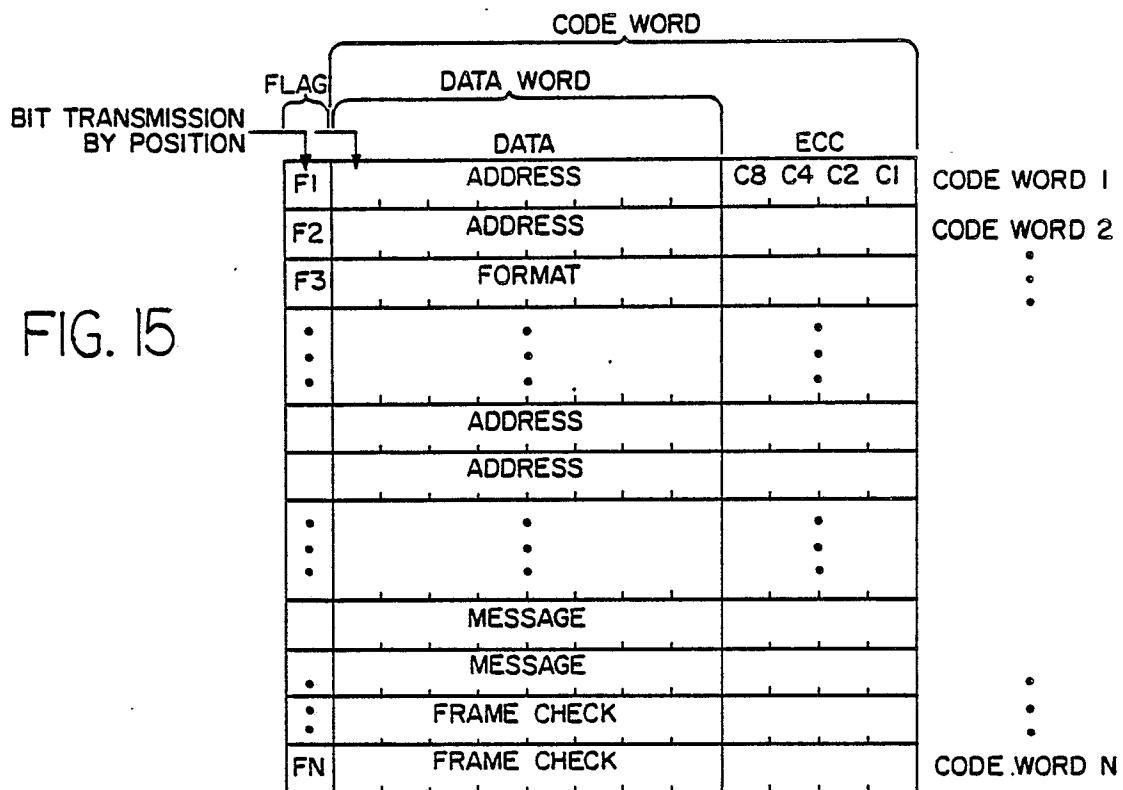 CODE WORD
FLAG DATA WORD
BIT TRANSMISSION
BY POSITION
DATA ECC
F1 ADDRESS C8 C4 C2 C1 CODE WORD 1
F2 ADDRESS CODE WORD 2
F3 FORMAT
FIG. 15
ADDRESS
ADDRESS
MESSAGE
MESSAGE
FRAME CHECK
FN FRAME CHECK CODE WORD N